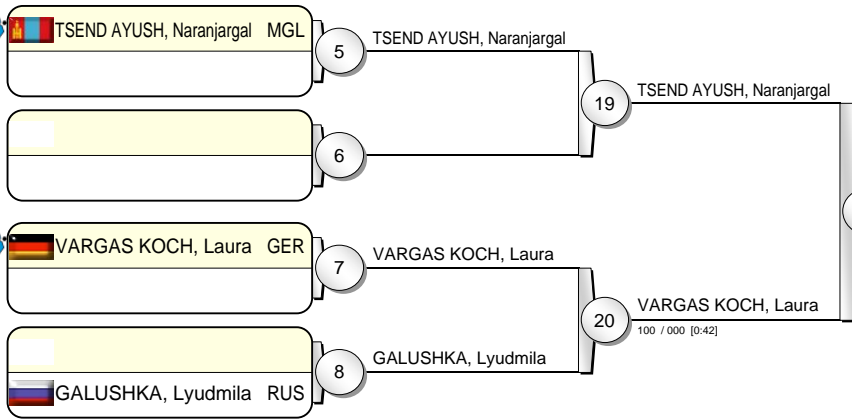 TSEND AYUSH, Naranjargal MGL
5
TSEND AYUSH, Naranjargal
19
TSEND AYUSH, Naranjargal
6
VARGAS KOCH, Laura GER
7
VARGAS KOCH, Laura
20
VARGAS KOCH, Laura
100 / 000 [0:42]
8
GALUSHKA, Lyudmila
GALUSHKA, Lyudmila RUS